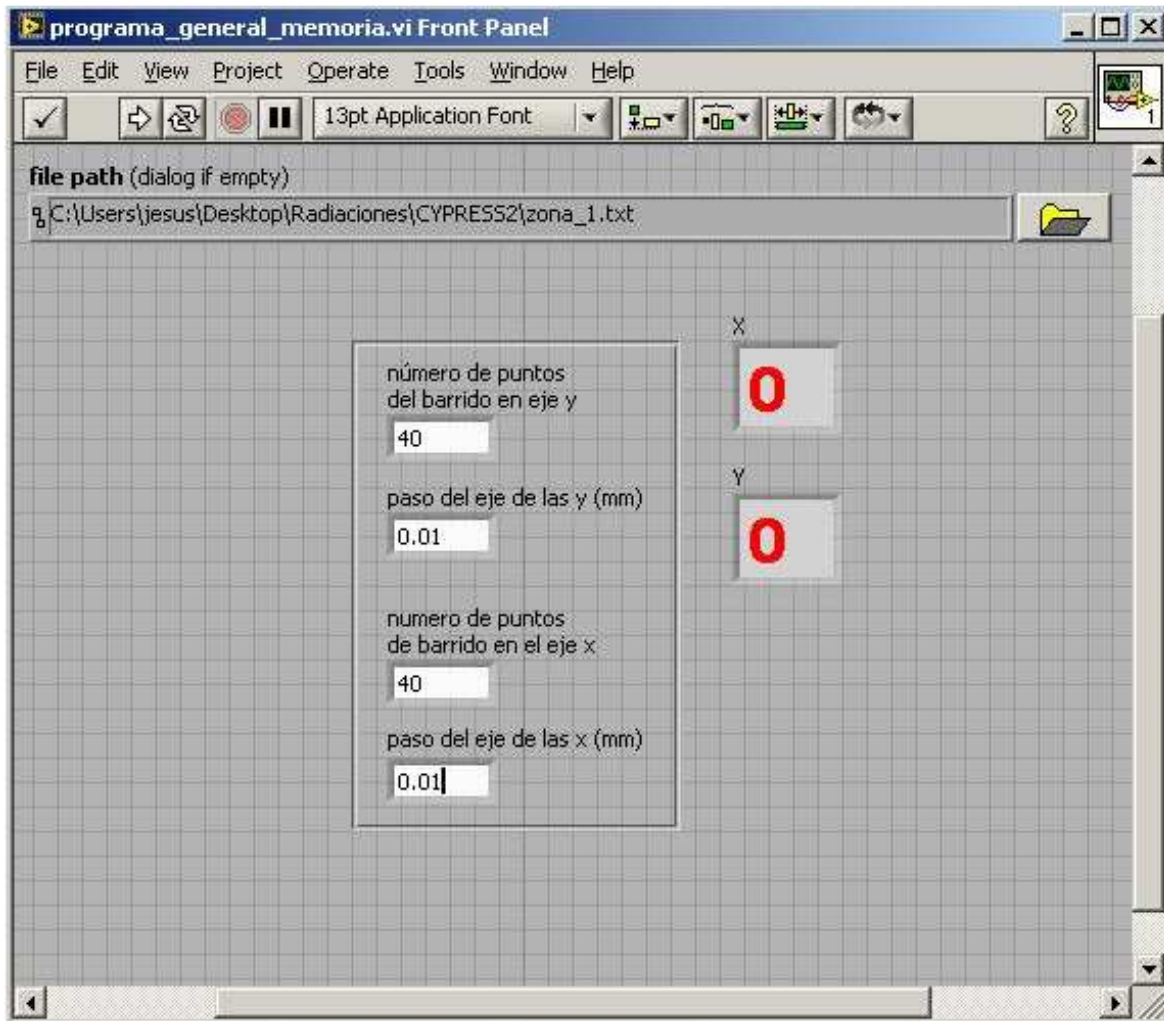 programa_general_memoria.vi Front Panel
File Edit View Project Operate Tools Window Help
13pt Application Font
1
file path (dialog if empty)
C:\Users\jesus\Desktop\Radiaciones\CYPRESS2\zona_1.txt
número de puntos
del barrido en eje y
40
paso del eje de las y (mm)
0.01
numero de puntos
de barrido en el eje x
40
paso del eje de las x (mm)
0.01
X
0
Y
0